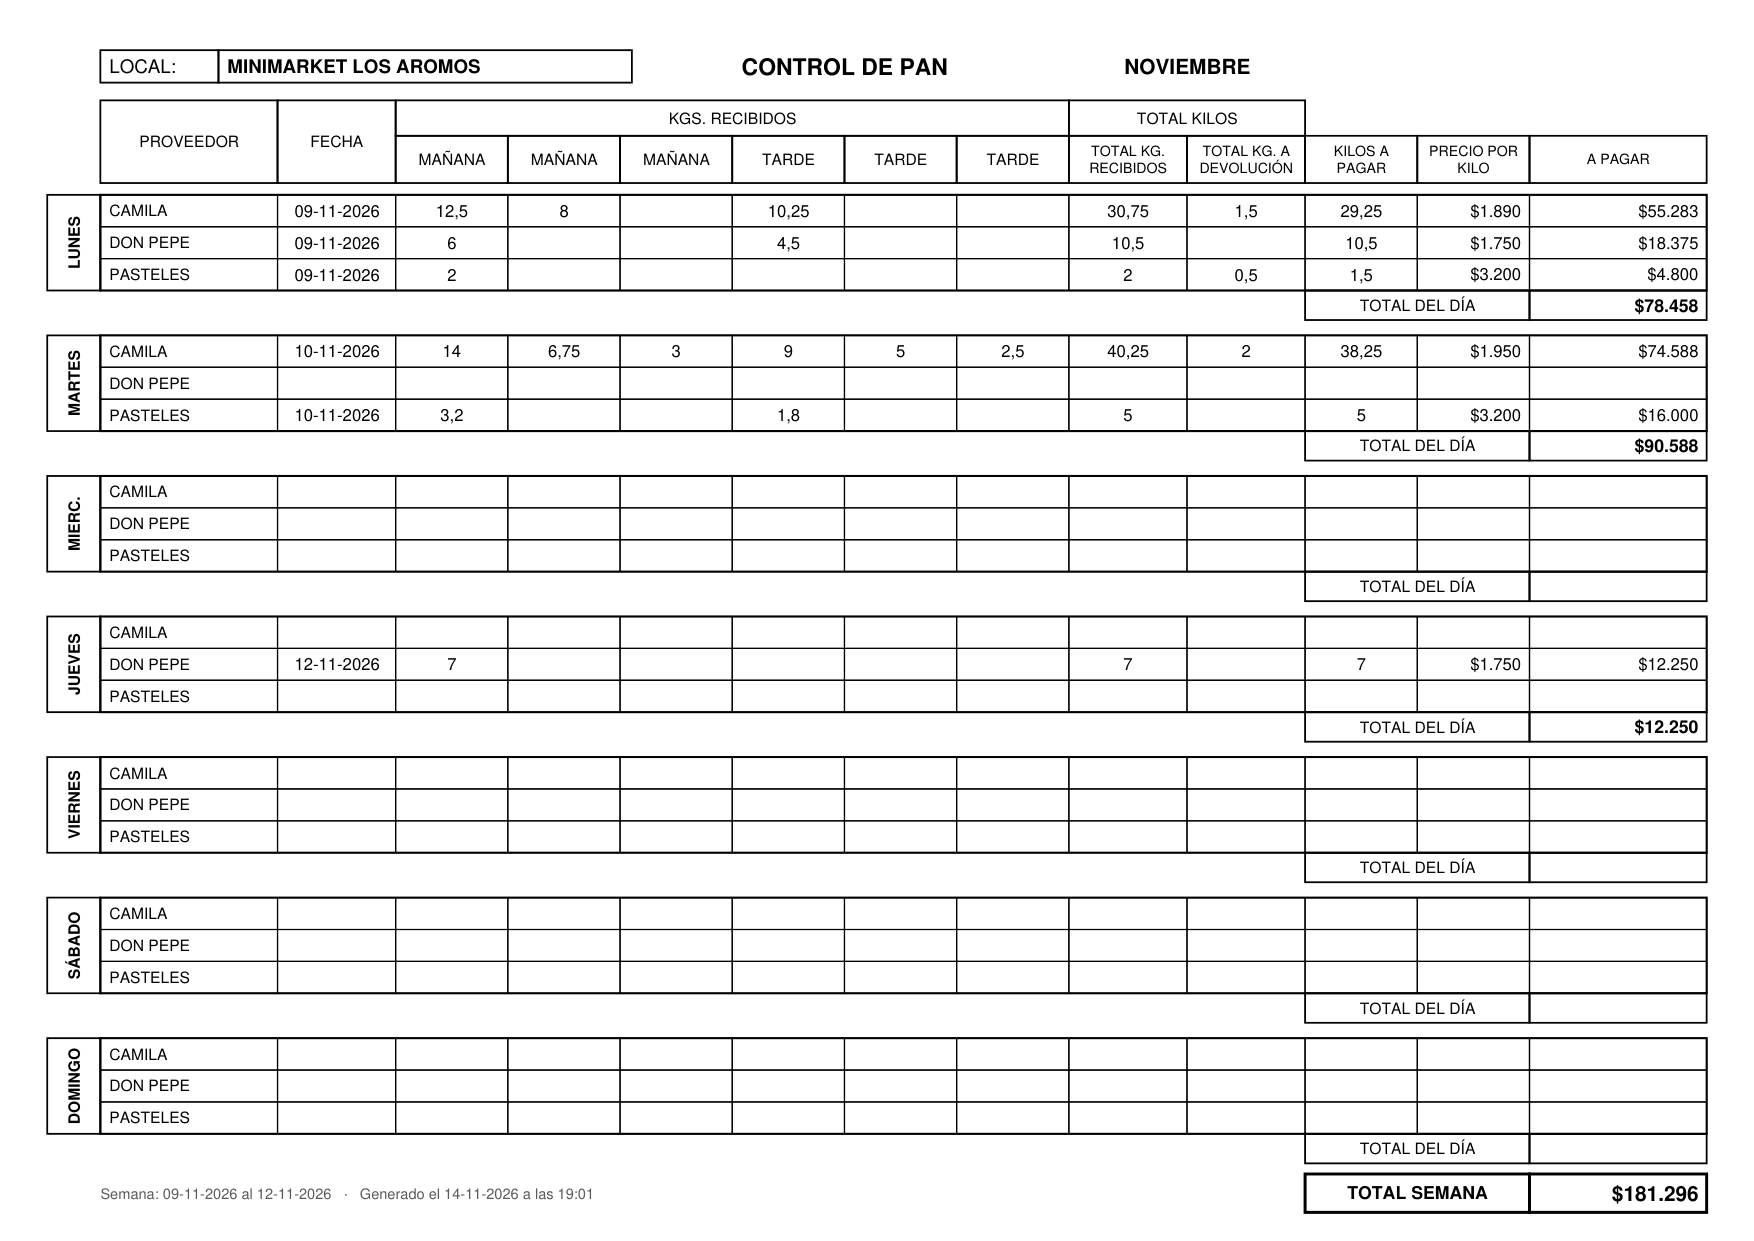 LOCAL: MINIMARKET LOS AROMOS CONTROL DE PAN NOVIEMBRE
PROVEEDOR FECHA KGS. RECIBIDOS TOTAL KILOS
MAÑANA MAÑANA MAÑANA TARDE TARDE TARDE TOTAL KG. RECIBIDOS TOTAL KG. A DEVOLUCIÓN KILOS A PAGAR PRECIO POR KILO A PAGAR
LUNES
CAMILA 09-11-2026 12,5 8 10,25 30,75 1,5 29,25 $1.890 $55.283
DON PEPE 09-11-2026 6 4,5 10,5 10,5 $1.750 $18.375
PASTELES 09-11-2026 2 2 0,5 1,5 $3.200 $4.800
TOTAL DEL DÍA $78.458
MARTES
CAMILA 10-11-2026 14 6,75 3 9 5 2,5 40,25 2 38,25 $1.950 $74.588
DON PEPE
PASTELES 10-11-2026 3,2 1,8 5 5 $3.200 $16.000
TOTAL DEL DÍA $90.588
MIERC.
CAMILA
DON PEPE
PASTELES
TOTAL DEL DÍA
JUEVES
CAMILA
DON PEPE 12-11-2026 7 7 7 $1.750 $12.250
PASTELES
TOTAL DEL DÍA $12.250
VIERNES
CAMILA
DON PEPE
PASTELES
TOTAL DEL DÍA
SÁBADO
CAMILA
DON PEPE
PASTELES
TOTAL DEL DÍA
DOMINGO
CAMILA
DON PEPE
PASTELES
TOTAL DEL DÍA
Semana: 09-11-2026 al 12-11-2026 · Generado el 14-11-2026 a las 19:01 TOTAL SEMANA $181.296